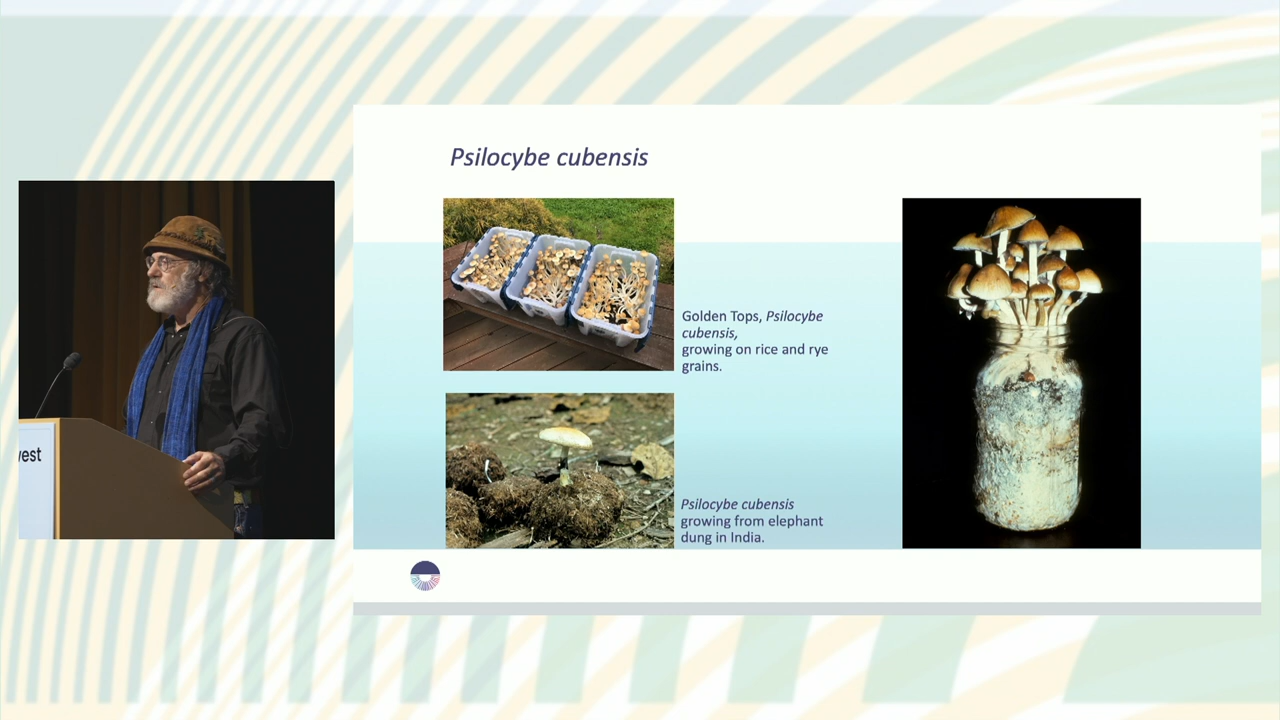 Psilocybe cubensis
Golden Tops, Psilocybe
cubensis,
growing on rice and rye
grains.
Psilocybe cubensis
growing from elephant
dung in India.
vest